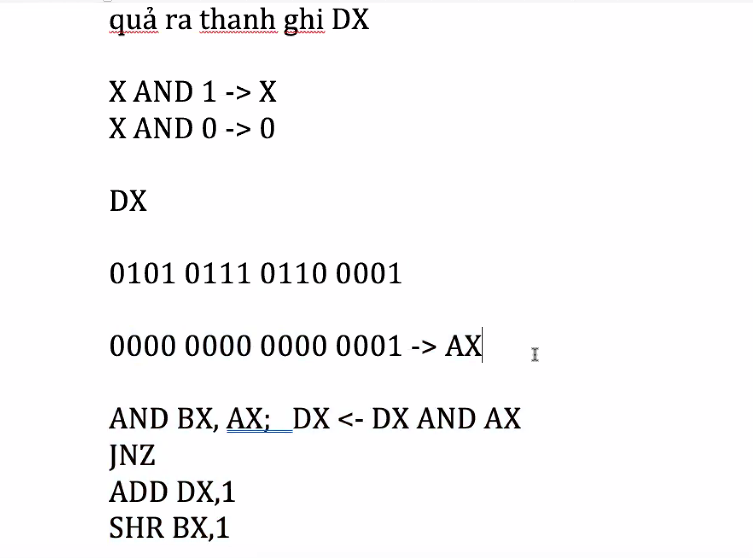 quả ra thanh ghi DX
X AND 1 -> X
X AND 0 -> 0
DX
0101 0111 0110 0001
0000 0000 0000 0001 -> AX
AND BX, AX;   DX <- DX AND AX
JNZ
ADD DX,1
SHR BX,1